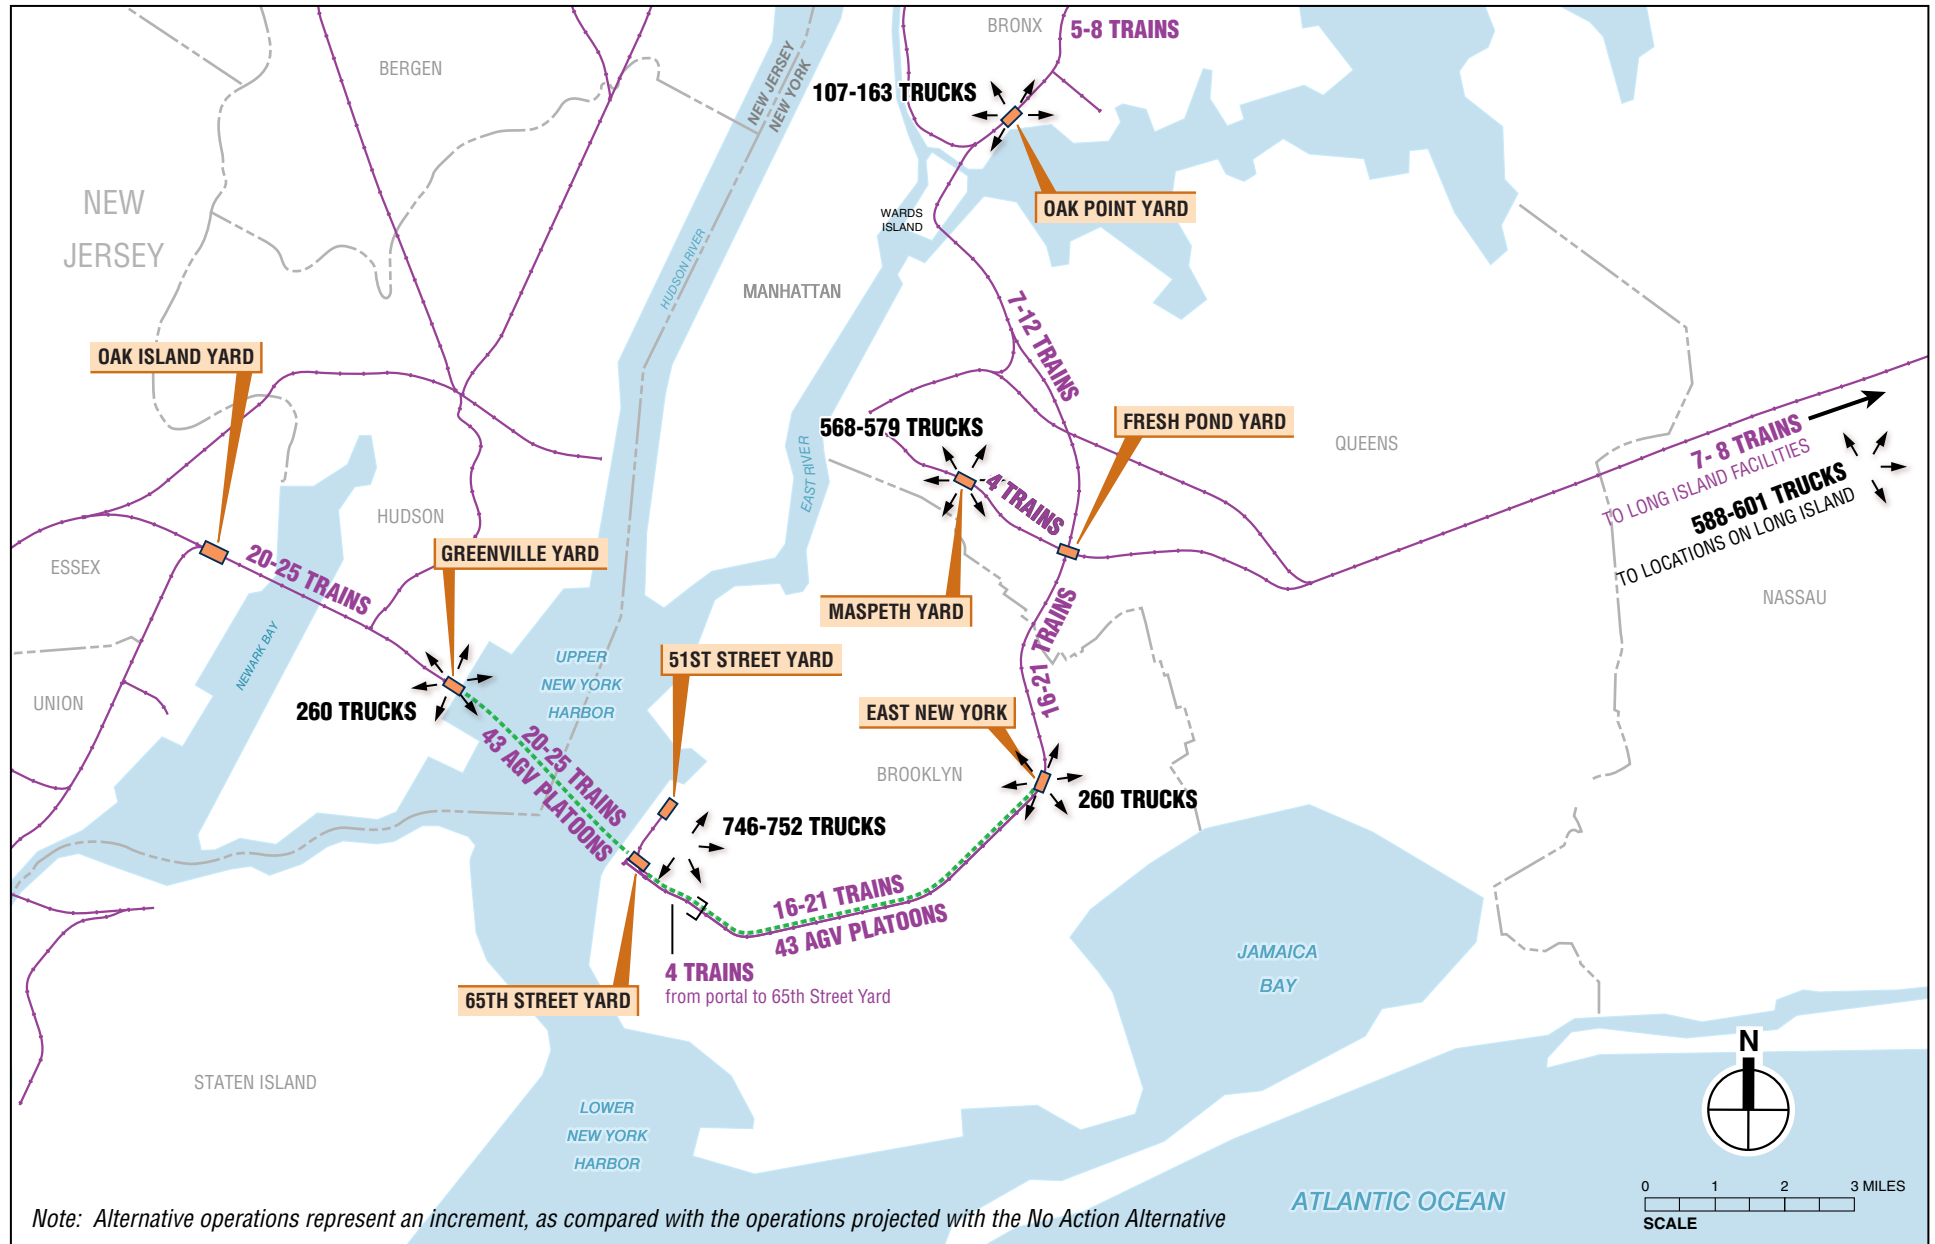 BRONX
5-8 TRAINS
BERGEN
NEW JERSEY
NEW YORK
107-163 TRUCKS
NEW
JERSEY
OAK POINT YARD
WARDS
ISLAND
HUDSON RIVER
MANHATTAN
7-12 TRAINS
OAK ISLAND YARD
568-579 TRUCKS
FRESH POND YARD
QUEENS
7- 8 TRAINS
TO LONG ISLAND FACILITIES
588-601 TRUCKS
TO LOCATIONS ON LONG ISLAND
EAST RIVER
4 TRAINS
HUDSON
GREENVILLE YARD
ESSEX
20-25 TRAINS
MASPETH YARD
NASSAU
16-21 TRAINS
NEWARK BAY
UPPER
NEW YORK
HARBOR
51ST STREET YARD
UNION
260 TRUCKS
EAST NEW YORK
20-25 TRAINS
43 AGV PLATOONS
BROOKLYN
260 TRUCKS
746-752 TRUCKS
16-21 TRAINS
43 AGV PLATOONS
4 TRAINS
from portal to 65th Street Yard
65TH STREET YARD
JAMAICA
BAY
STATEN ISLAND
N
LOWER
NEW YORK
HARBOR
ATLANTIC OCEAN
0 1 2 3 MILES
SCALE
Note: Alternative operations represent an increment, as compared with the operations projected with the No Action Alternative